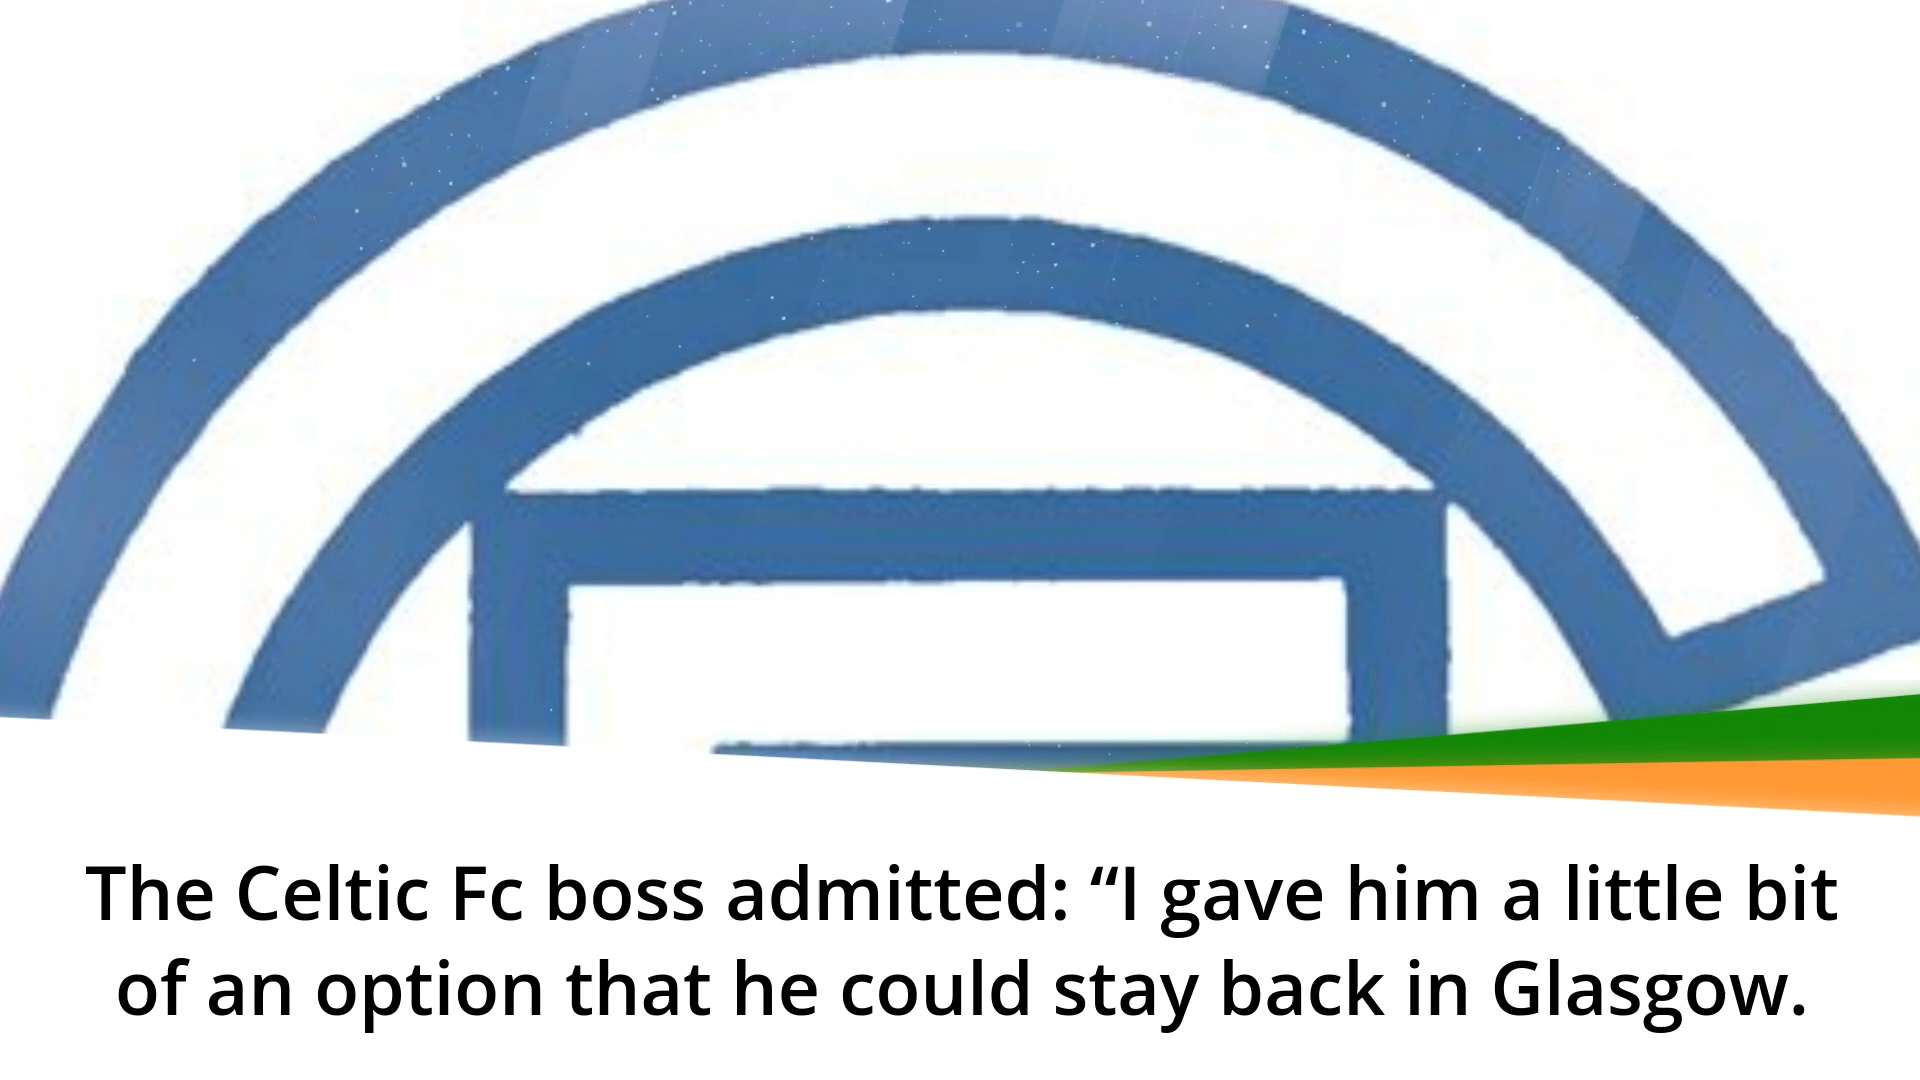 The Celtic Fc boss admitted: “I gave him a little bit
of an option that he could stay back in Glasgow.